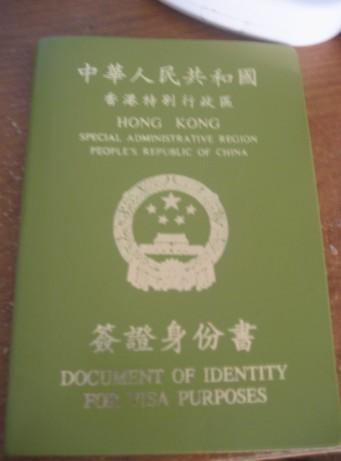 中華人民共和國
香港特別行政區
HONG KONG
SPECIAL ADMINISTRATIVE REGION
PEOPLE'S REPUBLIC OF CHINA
簽證身份書
DOCUMENT OF IDENTITY
FOR VISA PURPOSES